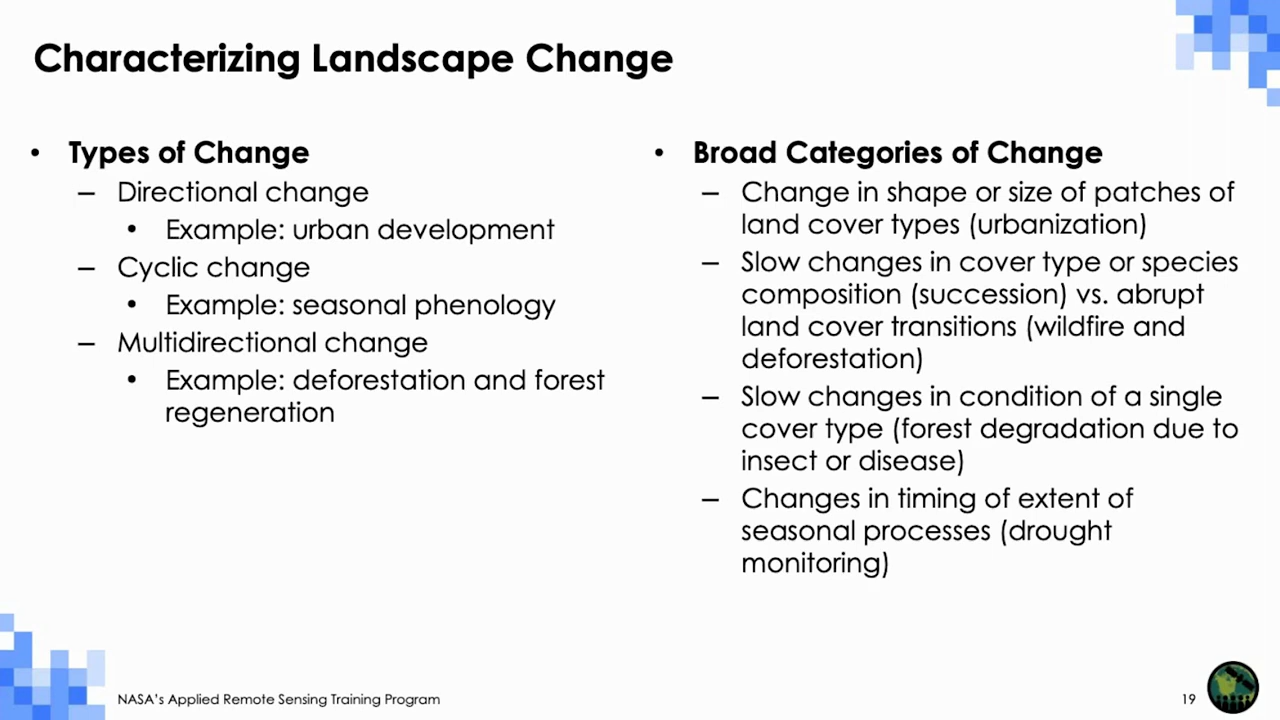 Characterizing Landscape Change
• Types of Change
– Directional change
• Example: urban development
– Cyclic change
• Example: seasonal phenology
– Multidirectional change
• Example: deforestation and forest
regeneration
• Broad Categories of Change
– Change in shape or size of patches of
land cover types (urbanization)
– Slow changes in cover type or species
composition (succession) vs. abrupt
land cover transitions (wildfire and
deforestation)
– Slow changes in condition of a single
cover type (forest degradation due to
insect or disease)
– Changes in timing of extent of
seasonal processes (drought
monitoring)
NASA's Applied Remote Sensing Training Program
19